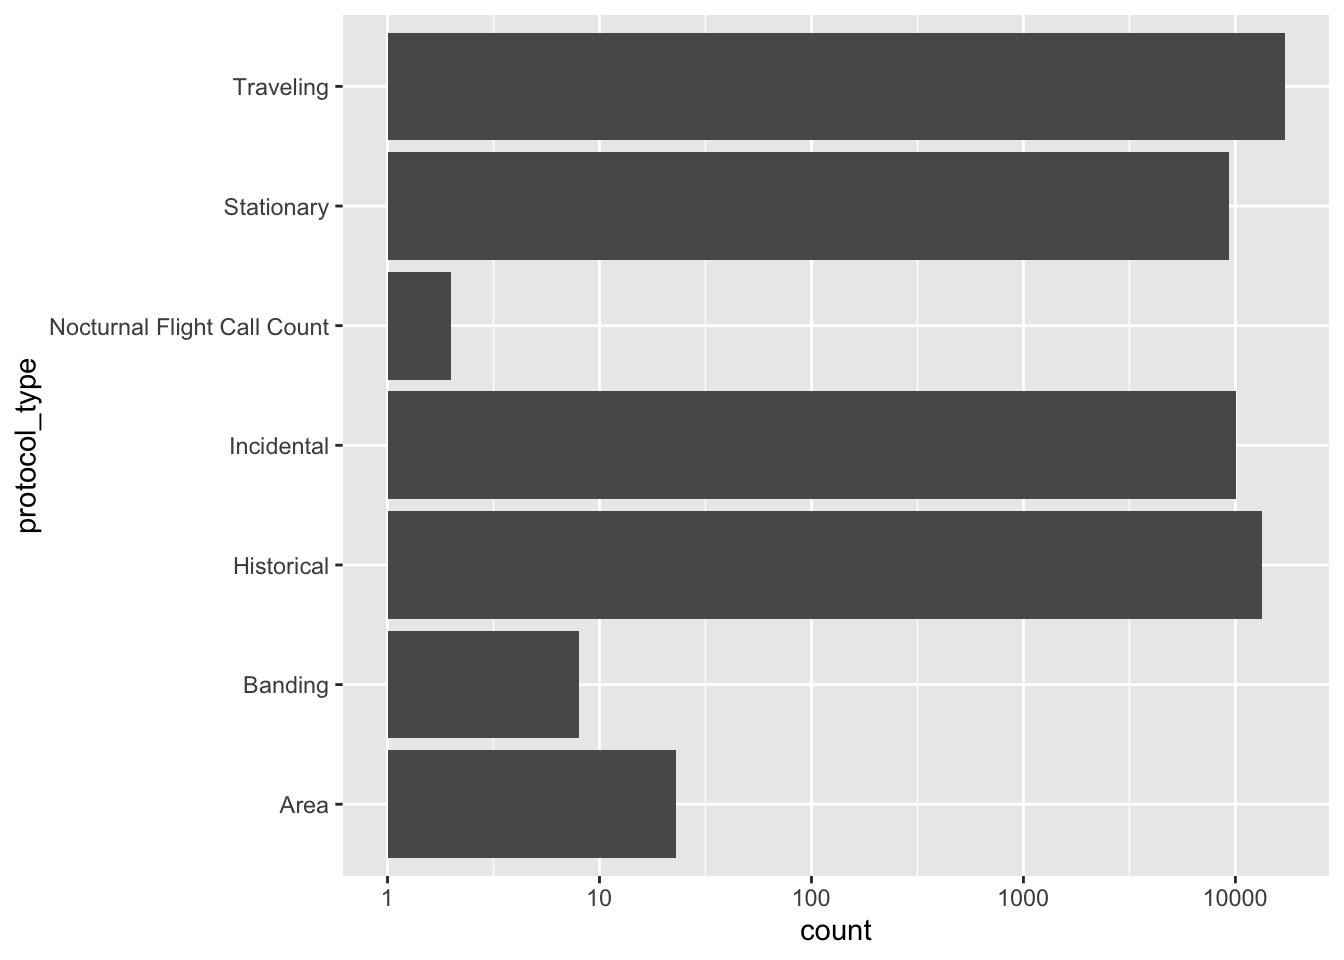 Traveling
Stationary
Nocturnal Flight Call Count
Incidental
Historical
Banding
Area
protocol_type
1 10 100 1000 10000
count